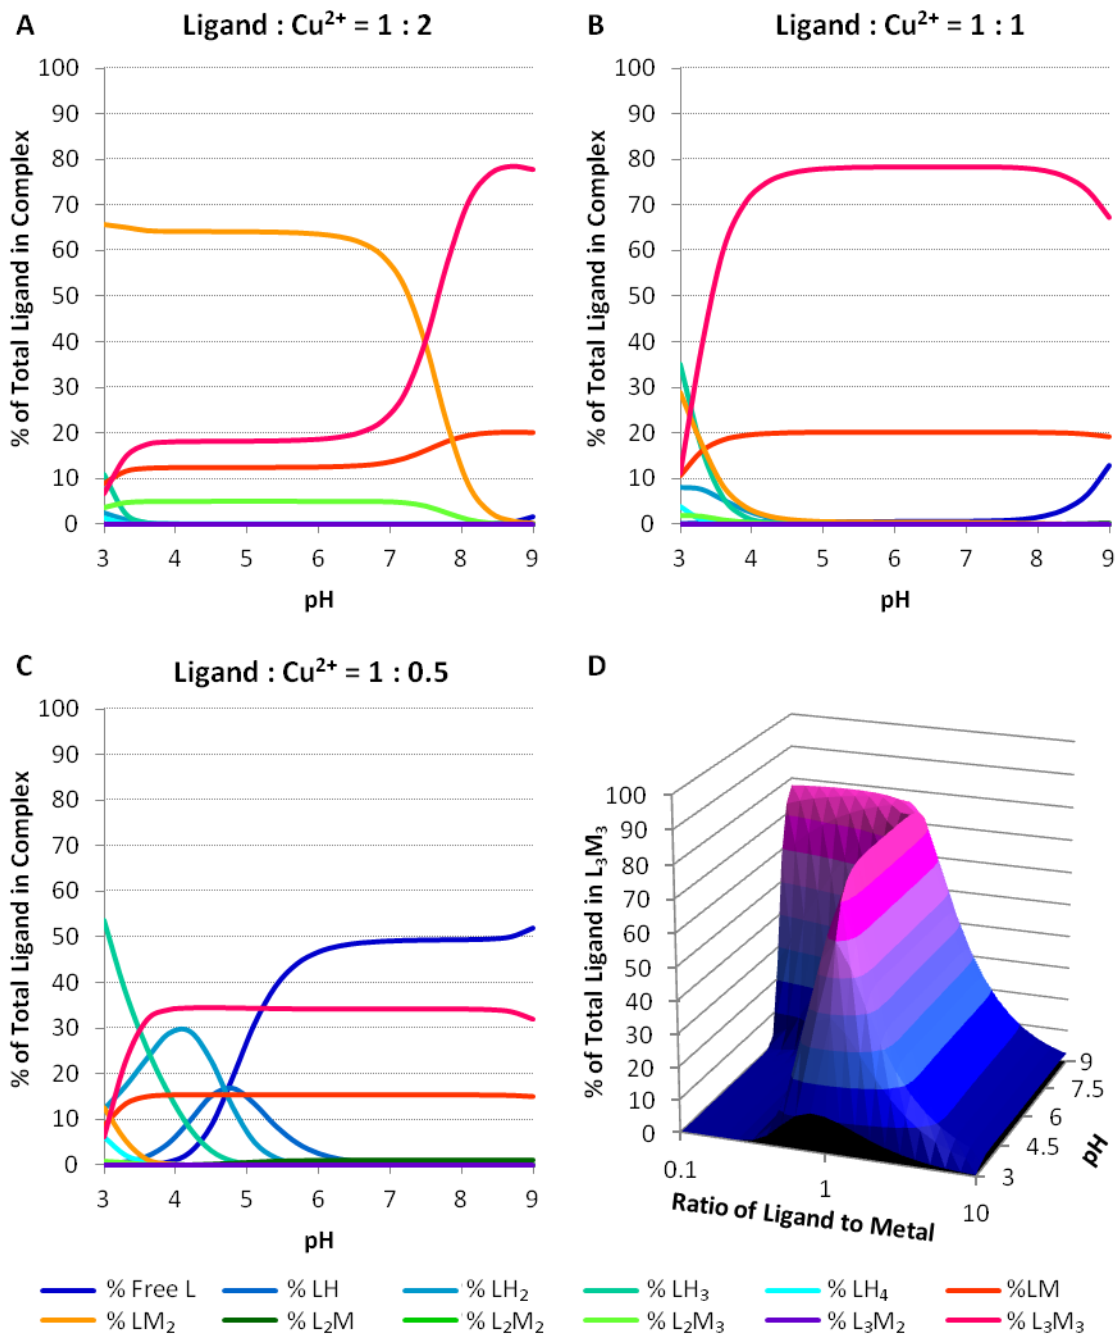 A
Ligand : Cu²⁺ = 1 : 2
% of Total Ligand in Complex
100
90
80
70
60
50
40
30
20
10
0
3 4 5 6 7 8 9
pH
B
Ligand : Cu²⁺ = 1 : 1
% of Total Ligand in Complex
100
90
80
70
60
50
40
30
20
10
0
3 4 5 6 7 8 9
pH
C
Ligand : Cu²⁺ = 1 : 0.5
% of Total Ligand in Complex
100
90
80
70
60
50
40
30
20
10
0
3 4 5 6 7 8 9
pH
D
% of Total Ligand in L₃M₃
100
90
80
70
60
50
40
30
20
10
0
0.1 1 10
Ratio of Ligand to Metal
9
7.5
6
4.5
3
pH
% Free L % LH % LH₂ % LH₃ % LH₄ %LM
% LM₂ % L₂M % L₂M₂ % L₂M₃ % L₃M₂ % L₃M₃